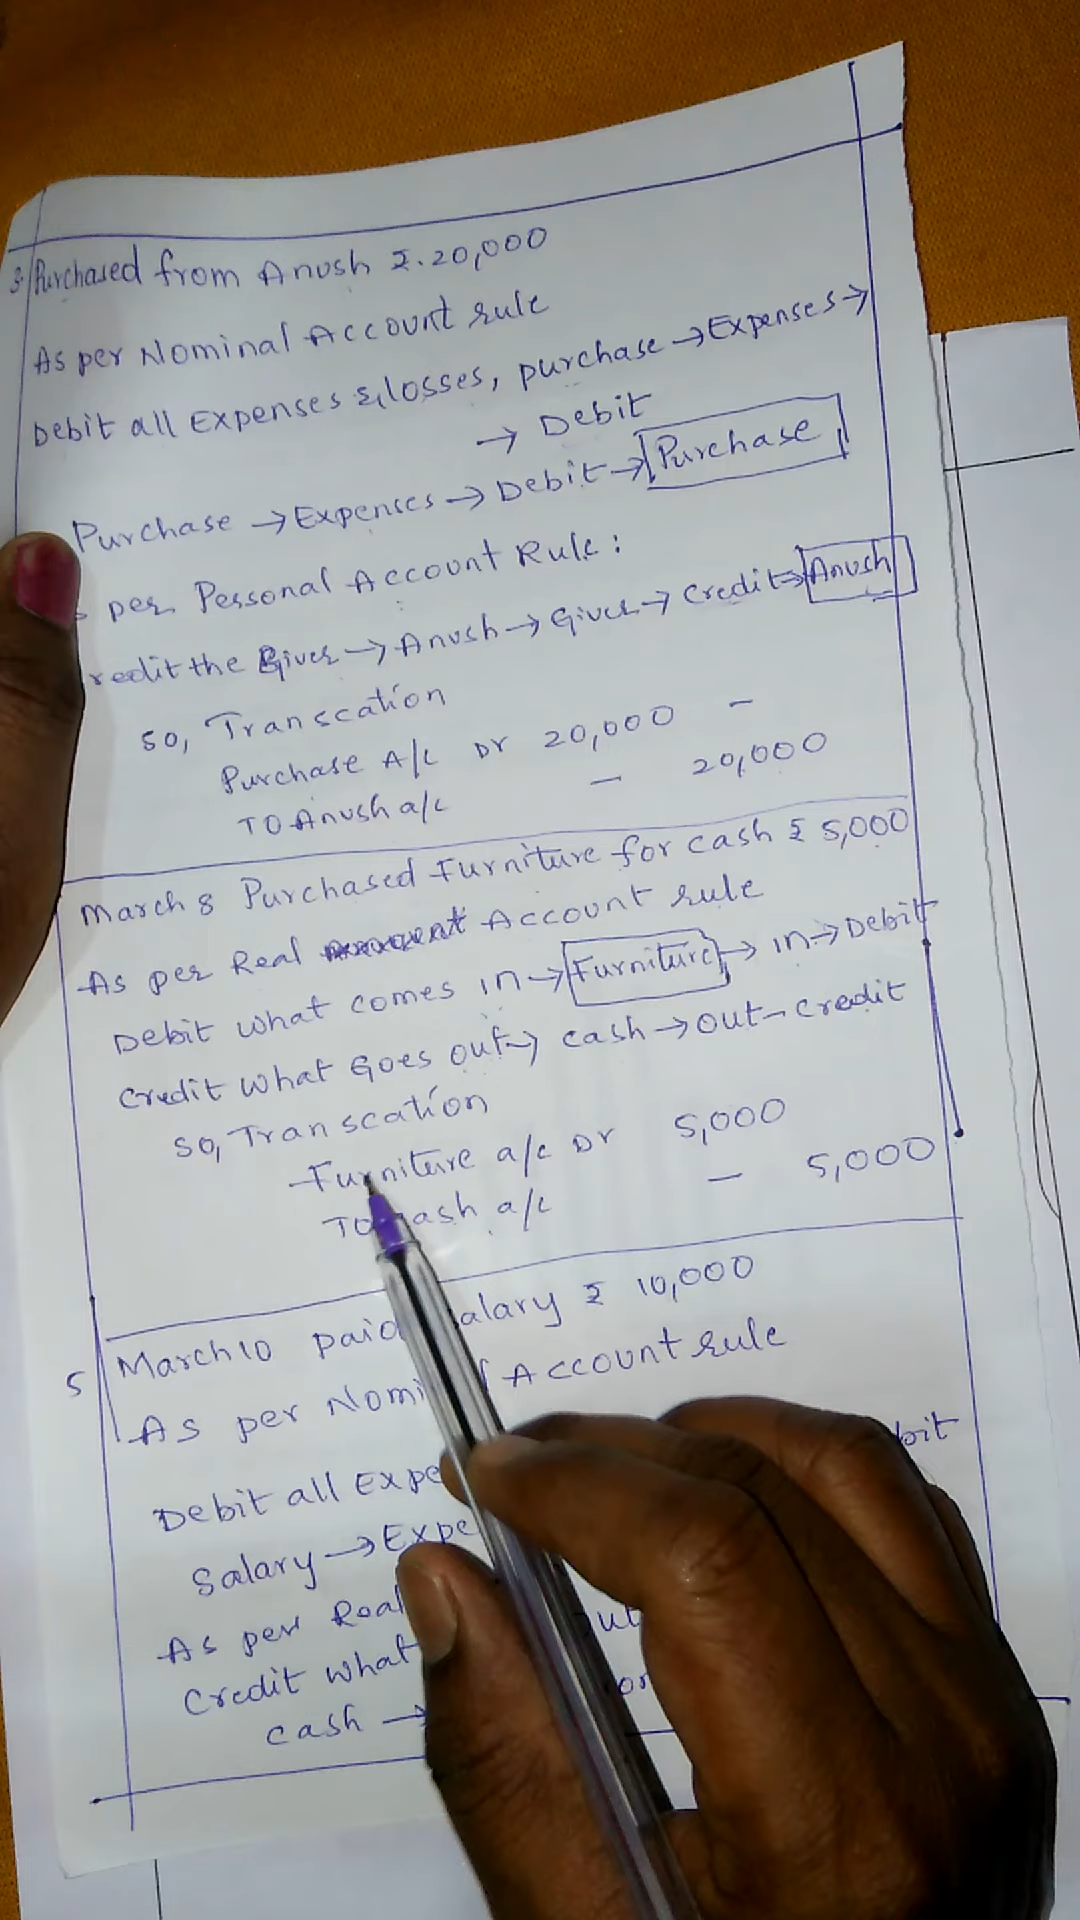 3. Purchased from Anush ₹.20,000
As per Nominal Account rule
Debit all Expenses & losses, purchase → Expenses →
→ Debit
Purchase → Expenses → Debit → Purchase
per Personal Account Rule:
redit the Giver → Anush → Giver → Credit → Anush
So, Transcation
Purchase A/c Dr 20,000 -
To Anush a/c - 20,000
March 8 Purchased Furniture for cash ₹ 5,000
As per Real Account rule
Debit what comes in → Furniture → in → Debit
Credit what Goes out → cash → out - credit
So, Transcation
Furniture a/c Dr 5,000
To ash a/c - 5,000
5 March 10 paid alary ₹ 10,000
As per Nomi Account rule
Debit all Expe bit
Salary → Expe
As per Real
Credit what ut
cash → or